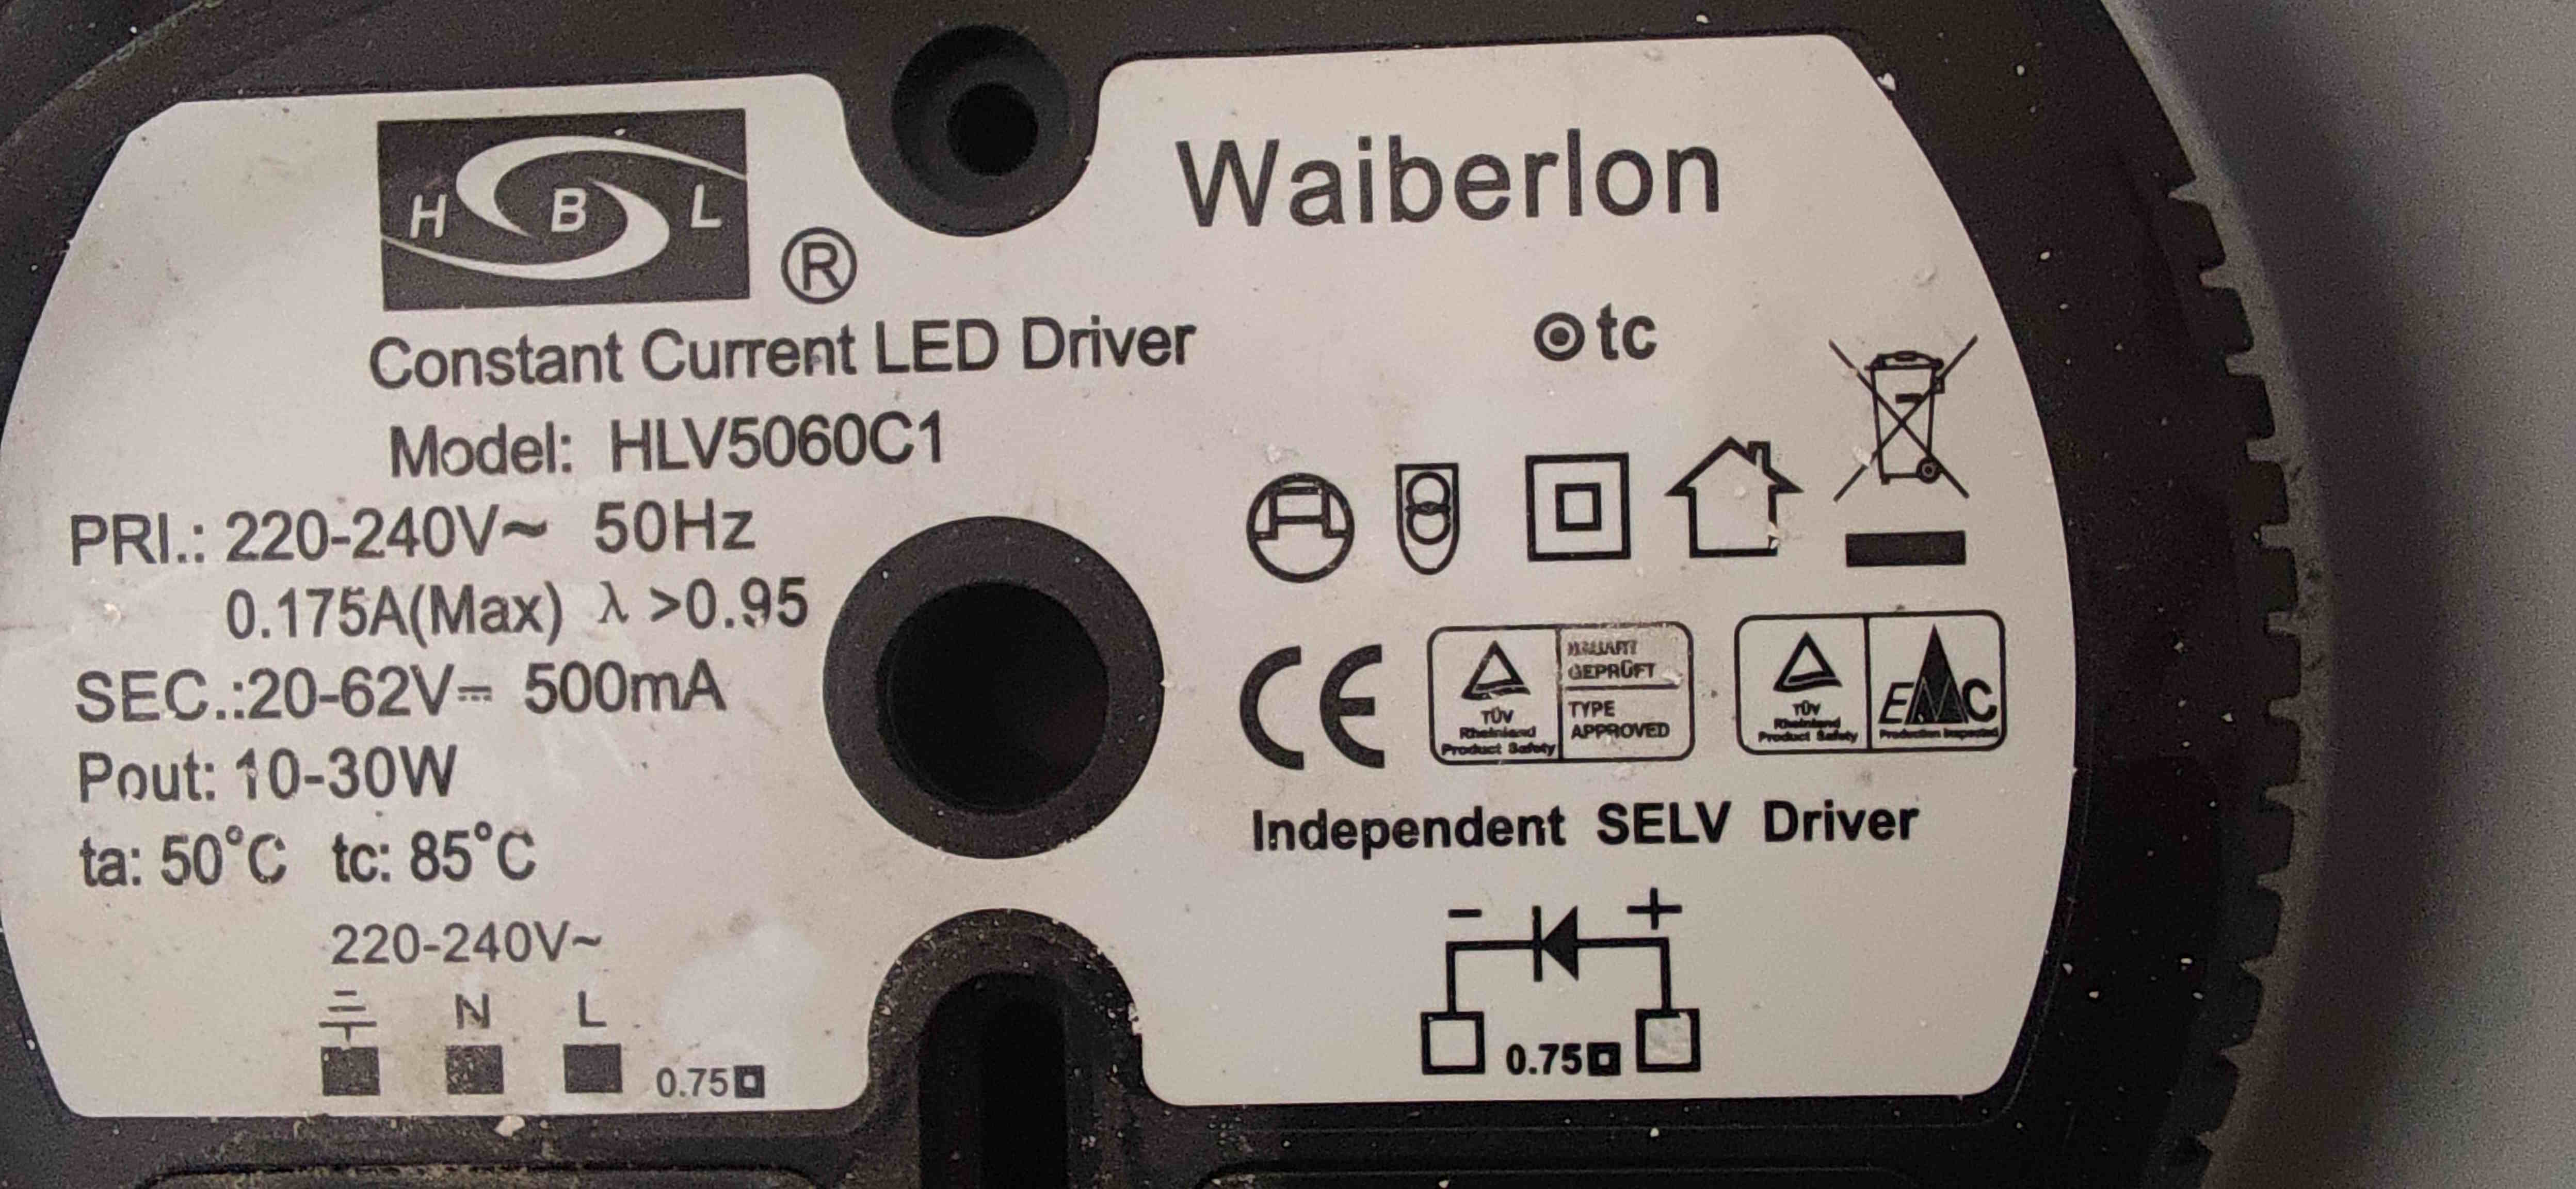 H B L ®
Waiberlon
Constant Current LED Driver
tc
Model: HLV5060C1
PRI.: 220-240V~ 50Hz
0.175A(Max) λ >0.95
SEC.:20-62V⎓ 500mA
Pout: 10-30W
ta: 50°C tc: 85°C
220-240V~
N L
0.75
CE
TÜV
Rheinland
Product Safety
BAUART
GEPRÜFT
TYPE
APPROVED
TÜV
Rheinland
Product Safety
EMC
Production Inspected
Independent SELV Driver
- +
0.75